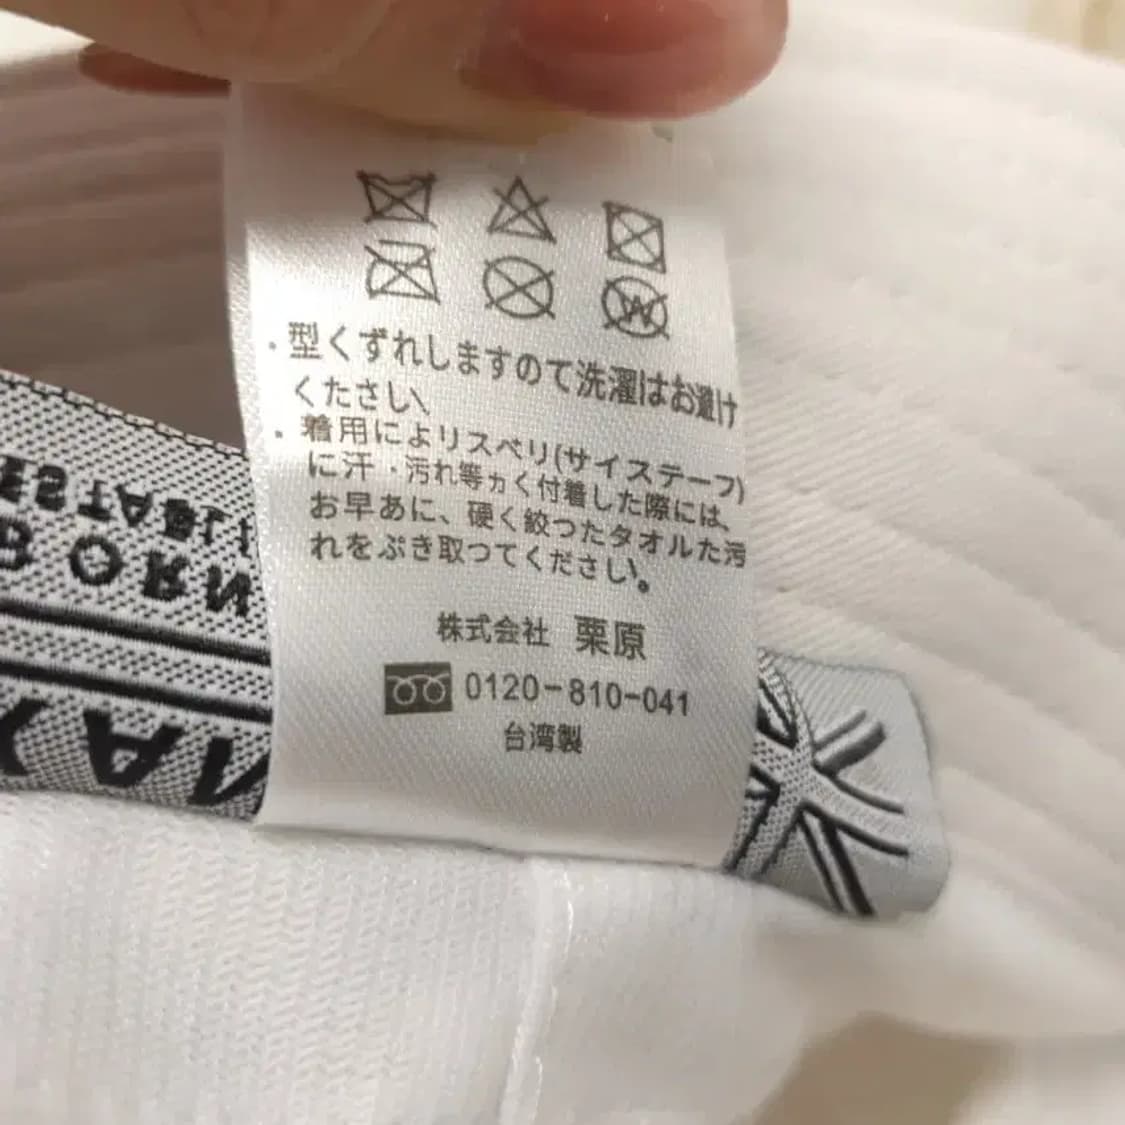 ・型くずれしますので洗濯はお避け
くたさい
・着用によリスベリ(サイステーフ)
に汗・汚れ等カく付着した際には、
お早あに、硬く絞つたタオルた汚
れをぷき取つてください。
株式会社 栗原
0120-810-041
台湾製